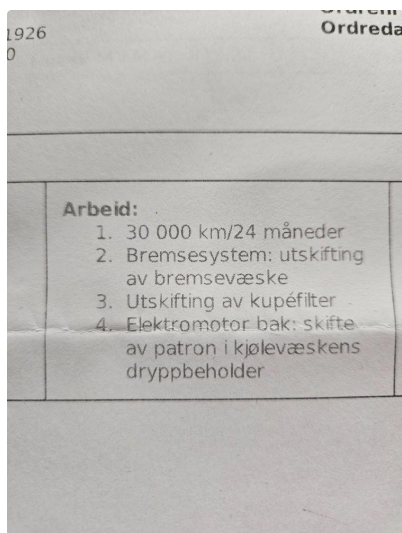 1926
Ordreda
0
Arbeid:
1. 30 000 km/24 måneder
2. Bremsesystem: utskifting
av bremsevæske
3. Utskifting av kupéfilter
4. Elektromotor bak: skifte
av patron i kjølevæskens
dryppbeholder